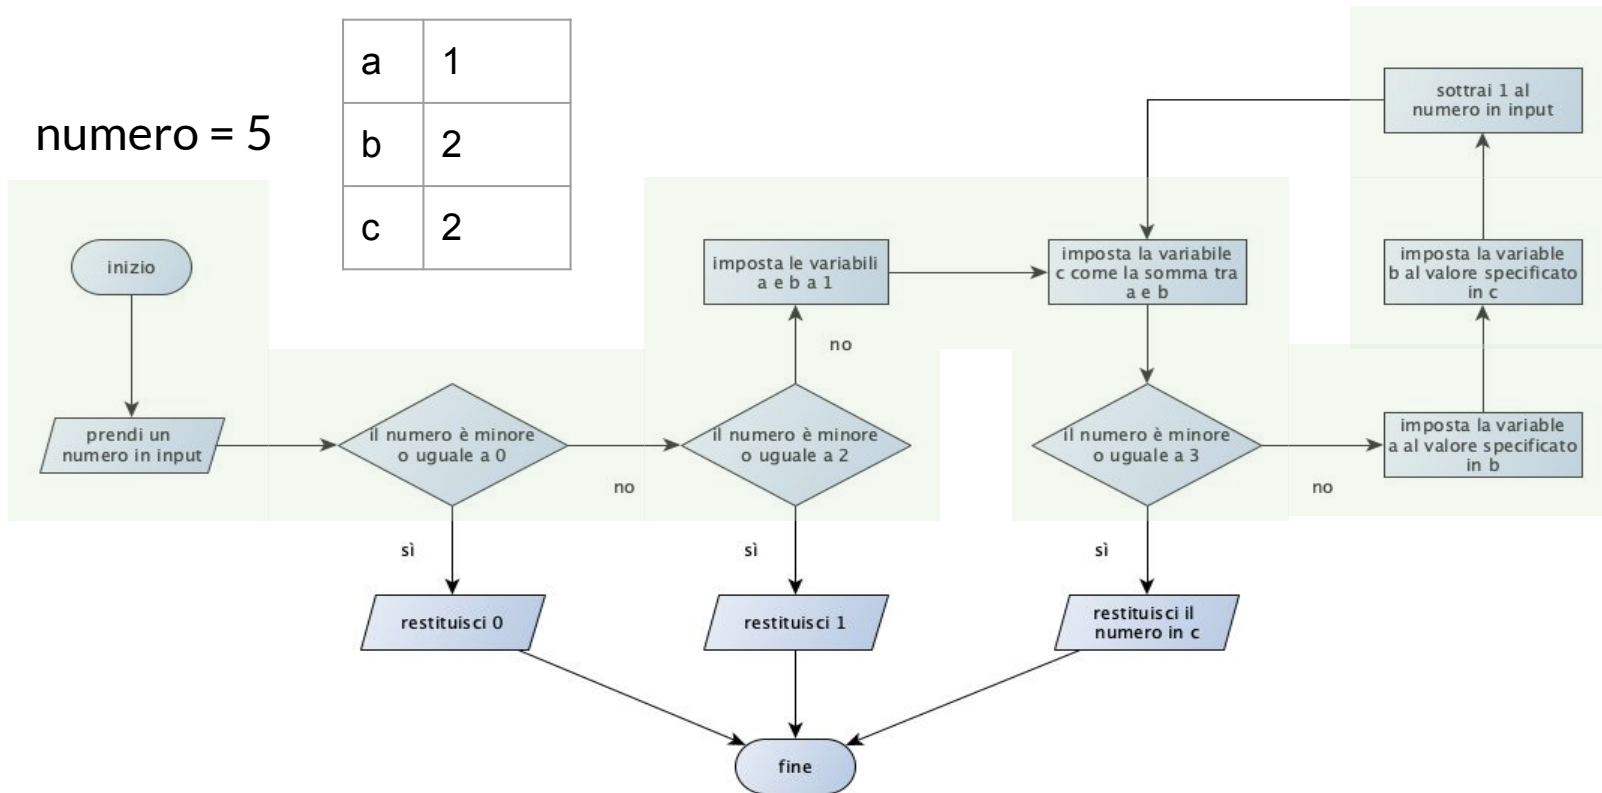 numero = 5
a 1
b 2
c 2
inizio
prendi un
numero in input
il numero è minore
o uguale a 0
sì
no
restituisci 0
il numero è minore
o uguale a 2
sì
no
restituisci 1
imposta le variabili
a e b a 1
imposta la variabile
c come la somma tra
a e b
il numero è minore
o uguale a 3
sì
no
restituisci il
numero in c
imposta la variable
a al valore specificato
in b
imposta la variable
b al valore specificato
in c
sottrai 1 al
numero in input
fine